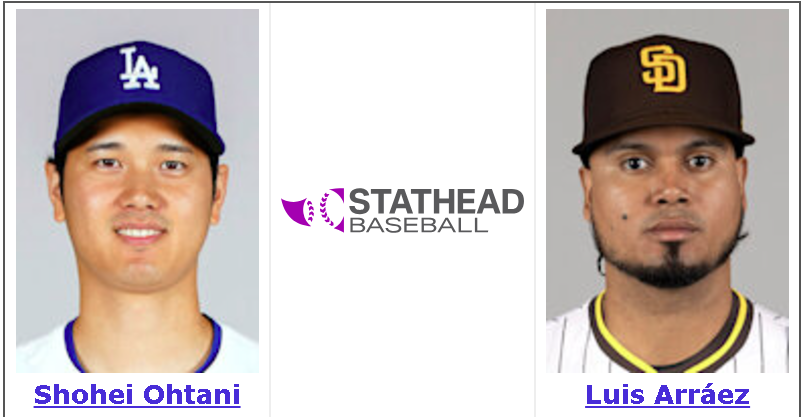 LA
SD
STATHEAD
BASEBALL
Shohei Ohtani
Luis Arráez